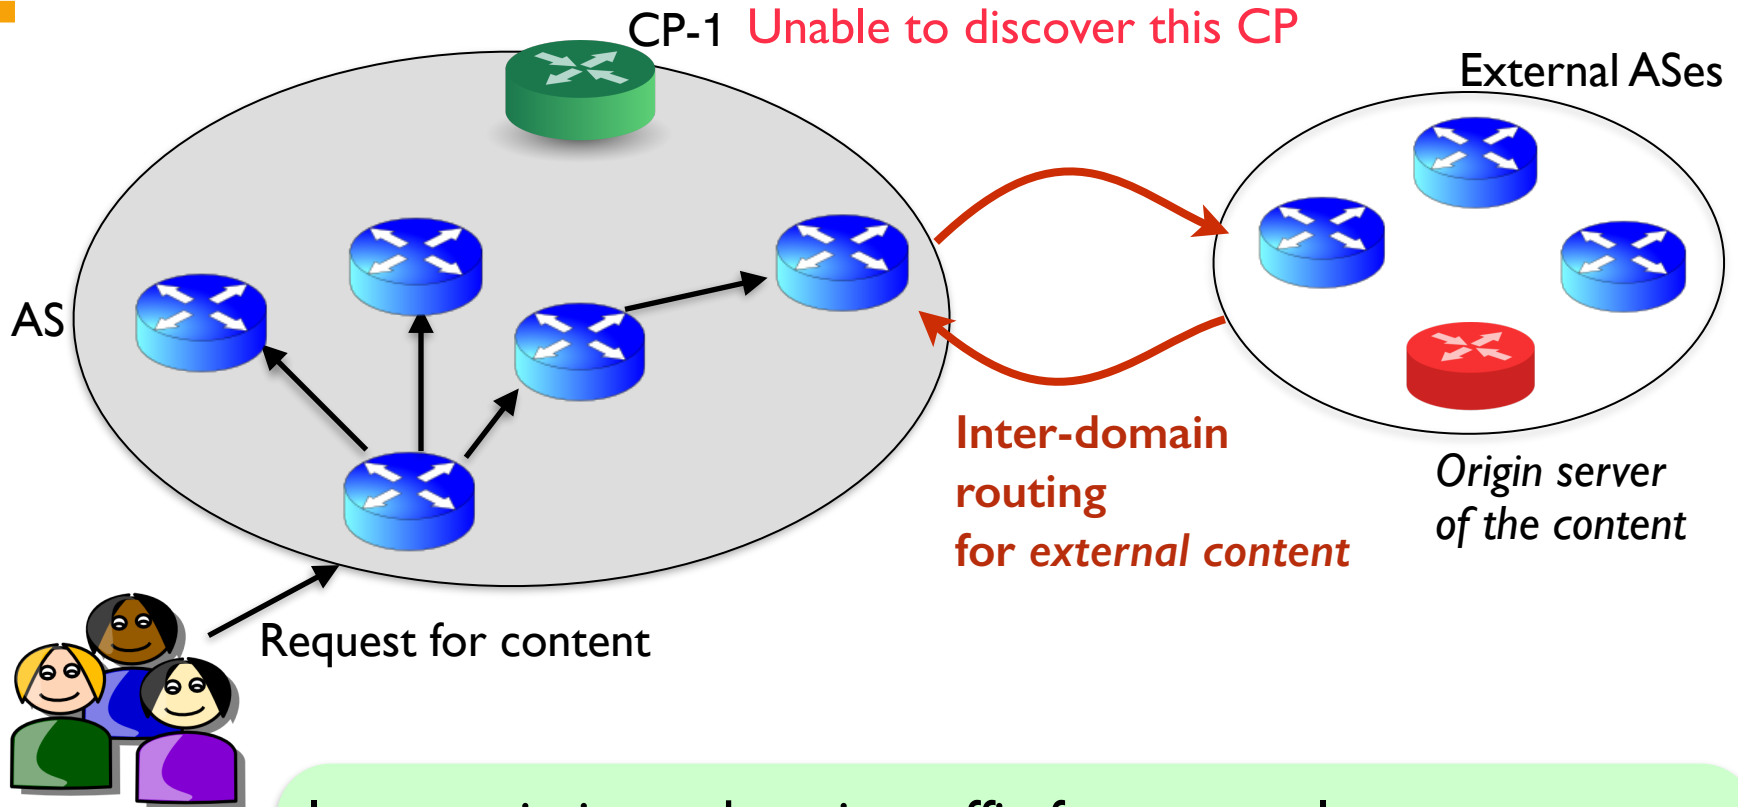 CP-1 Unable to discover this CP
External ASes
AS
Inter-domain
routing
for external content
Origin server
of the content
Request for content